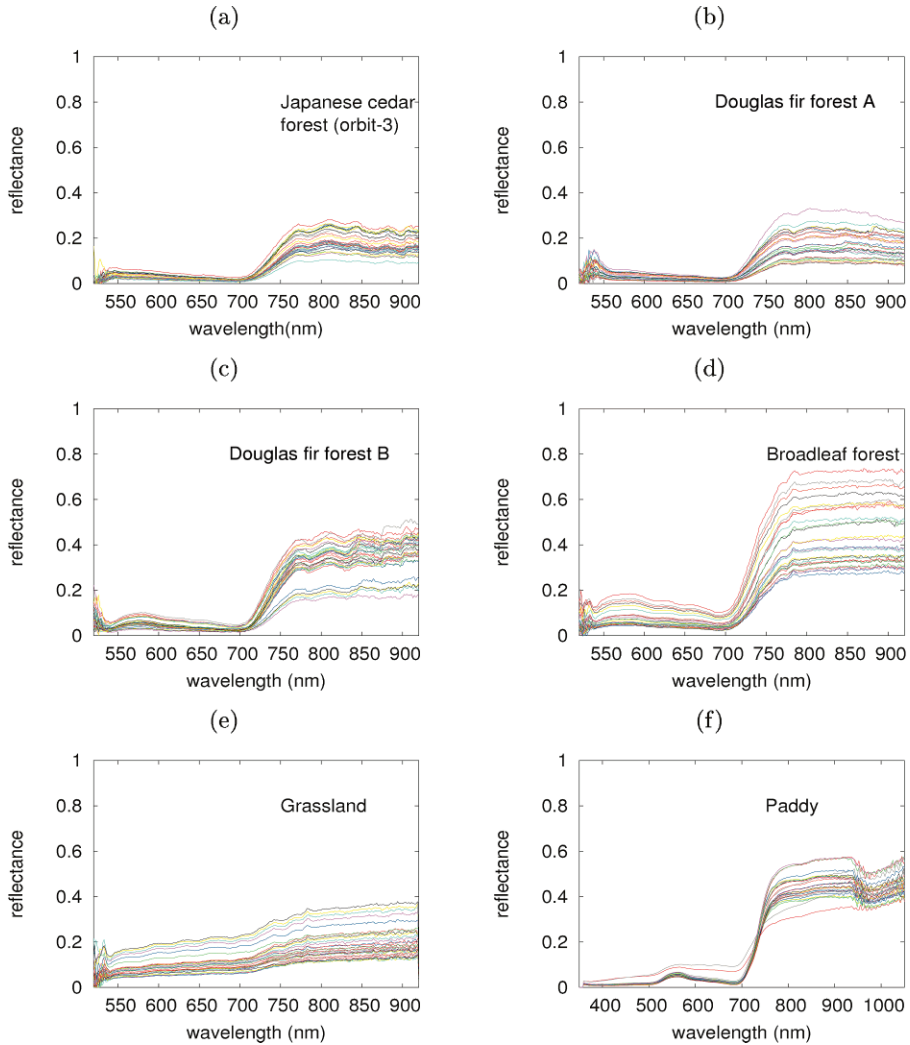 (a)
1
0.8
0.6
0.4
0.2
0
reflectance
Japanese cedar
forest (orbit-3)
550 600 650 700 750 800 850 900
wavelength(nm)
(b)
1
0.8
0.6
0.4
0.2
0
reflectance
Douglas fir forest A
550 600 650 700 750 800 850 900
wavelength (nm)
(c)
1
0.8
0.6
0.4
0.2
0
reflectance
Douglas fir forest B
550 600 650 700 750 800 850 900
wavelength (nm)
(d)
1
0.8
0.6
0.4
0.2
0
reflectance
Broadleaf forest
550 600 650 700 750 800 850 900
wavelength (nm)
(e)
1
0.8
0.6
0.4
0.2
0
reflectance
Grassland
550 600 650 700 750 800 850 900
wavelength (nm)
(f)
1
0.8
0.6
0.4
0.2
0
reflectance
Paddy
400 500 600 700 800 900 1000
wavelength (nm)